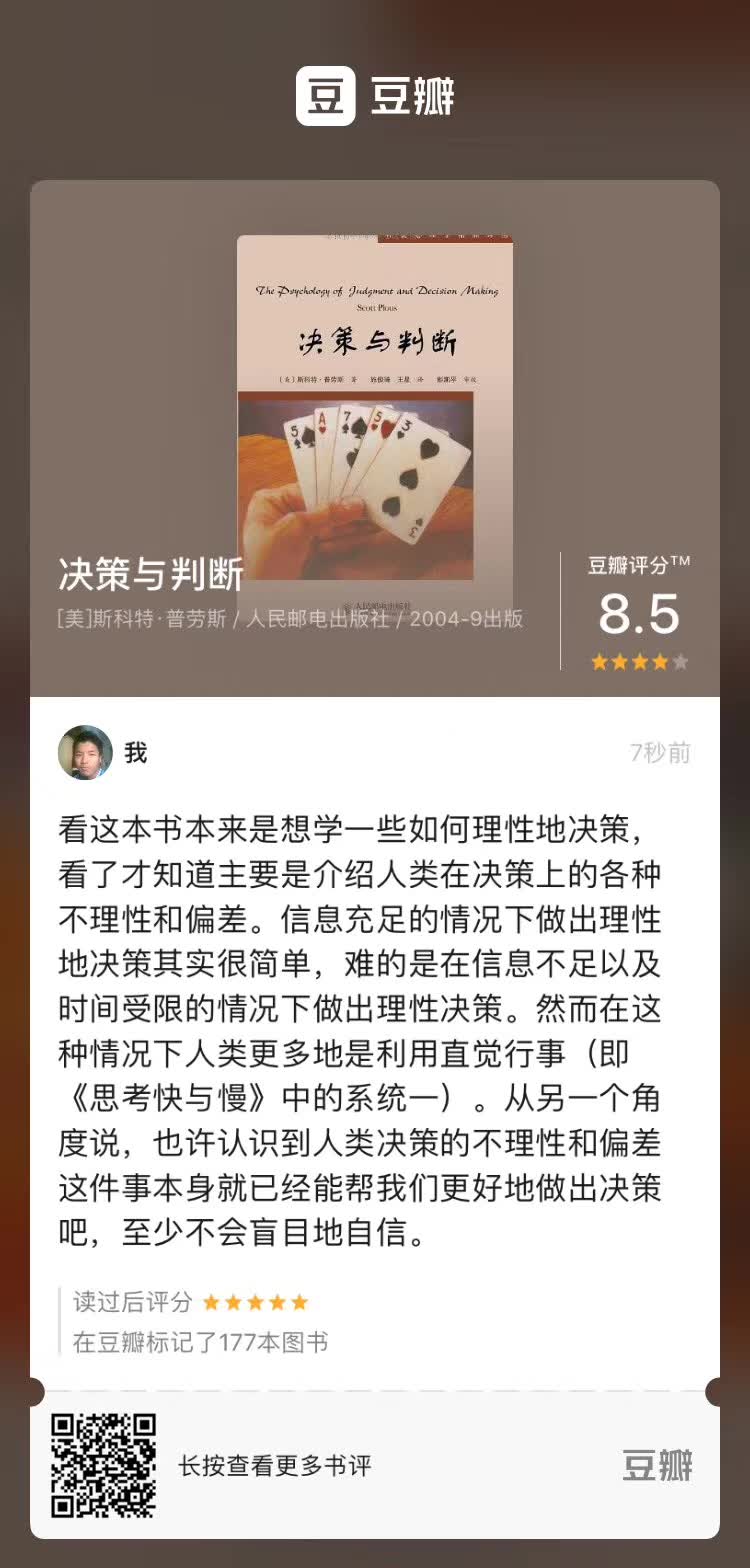 豆 豆瓣
The Psychology of Judgment and Decision Making
Scott Plous
决策与判断
[美]斯科特·普劳斯 著
5 A 7 5 3
3
决策与判断
[美]斯科特·普劳斯 / 人民邮电出版社 / 2004-9出版
豆瓣评分™
8.5
我
7秒前
看这本书本来是想学一些如何理性地决策，
看了才知道主要是介绍人类在决策上的各种
不理性和偏差。信息充足的情况下做出理性
地决策其实很简单，难的是在信息不足以及
时间受限的情况下做出理性决策。然而在这
种情况下人类更多地是利用直觉行事（即
《思考快与慢》中的系统一）。从另一个角
度说，也许认识到人类决策的不理性和偏差
这件事本身就已经能帮我们更好地做出决策
吧，至少不会盲目地自信。
读过后评分
在豆瓣标记了177本图书
长按查看更多书评
豆瓣